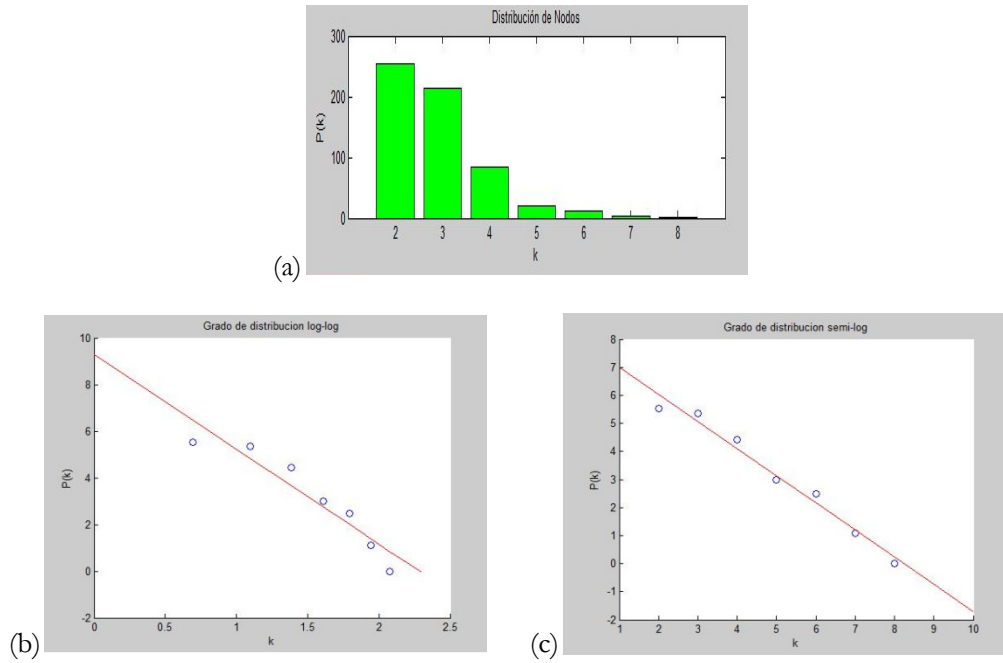 Distribución de Nodos
300
200
100
0
P(k)
2 3 4 5 6 7 8
k
(a)
Grado de distribucion log-log
10
8
6
4
2
0
-2
P(k)
0 0.5 1 1.5 2 2.5
k
(b)
Grado de distribucion semi-log
8
7
6
5
4
3
2
1
0
-1
-2
P(k)
1 2 3 4 5 6 7 8 9 10
k
(c)